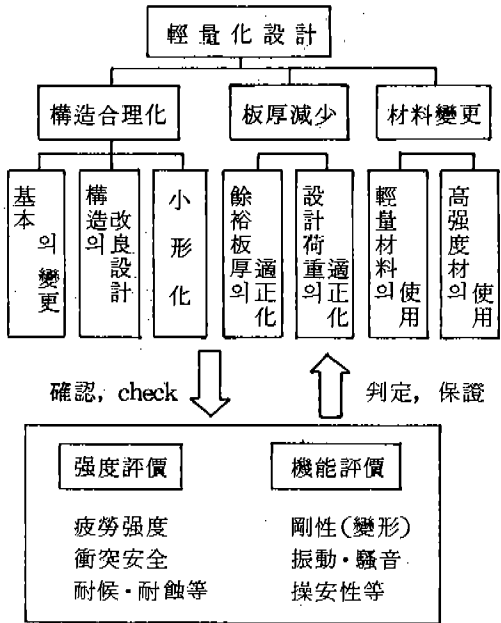 輕量化設計
構造合理化
板厚減少
材料變更
基本의 變更
構造의 改良設計
小形化
餘裕板厚의 適正化
設計荷重의 適正化
輕量材料의 使用
高强度材의 使用
確認, check
判定, 保證
强度評價
機能評價
疲勞强度
剛性(變形)
衝突安全
振動·騷音
耐候·耐蝕等
操安性等